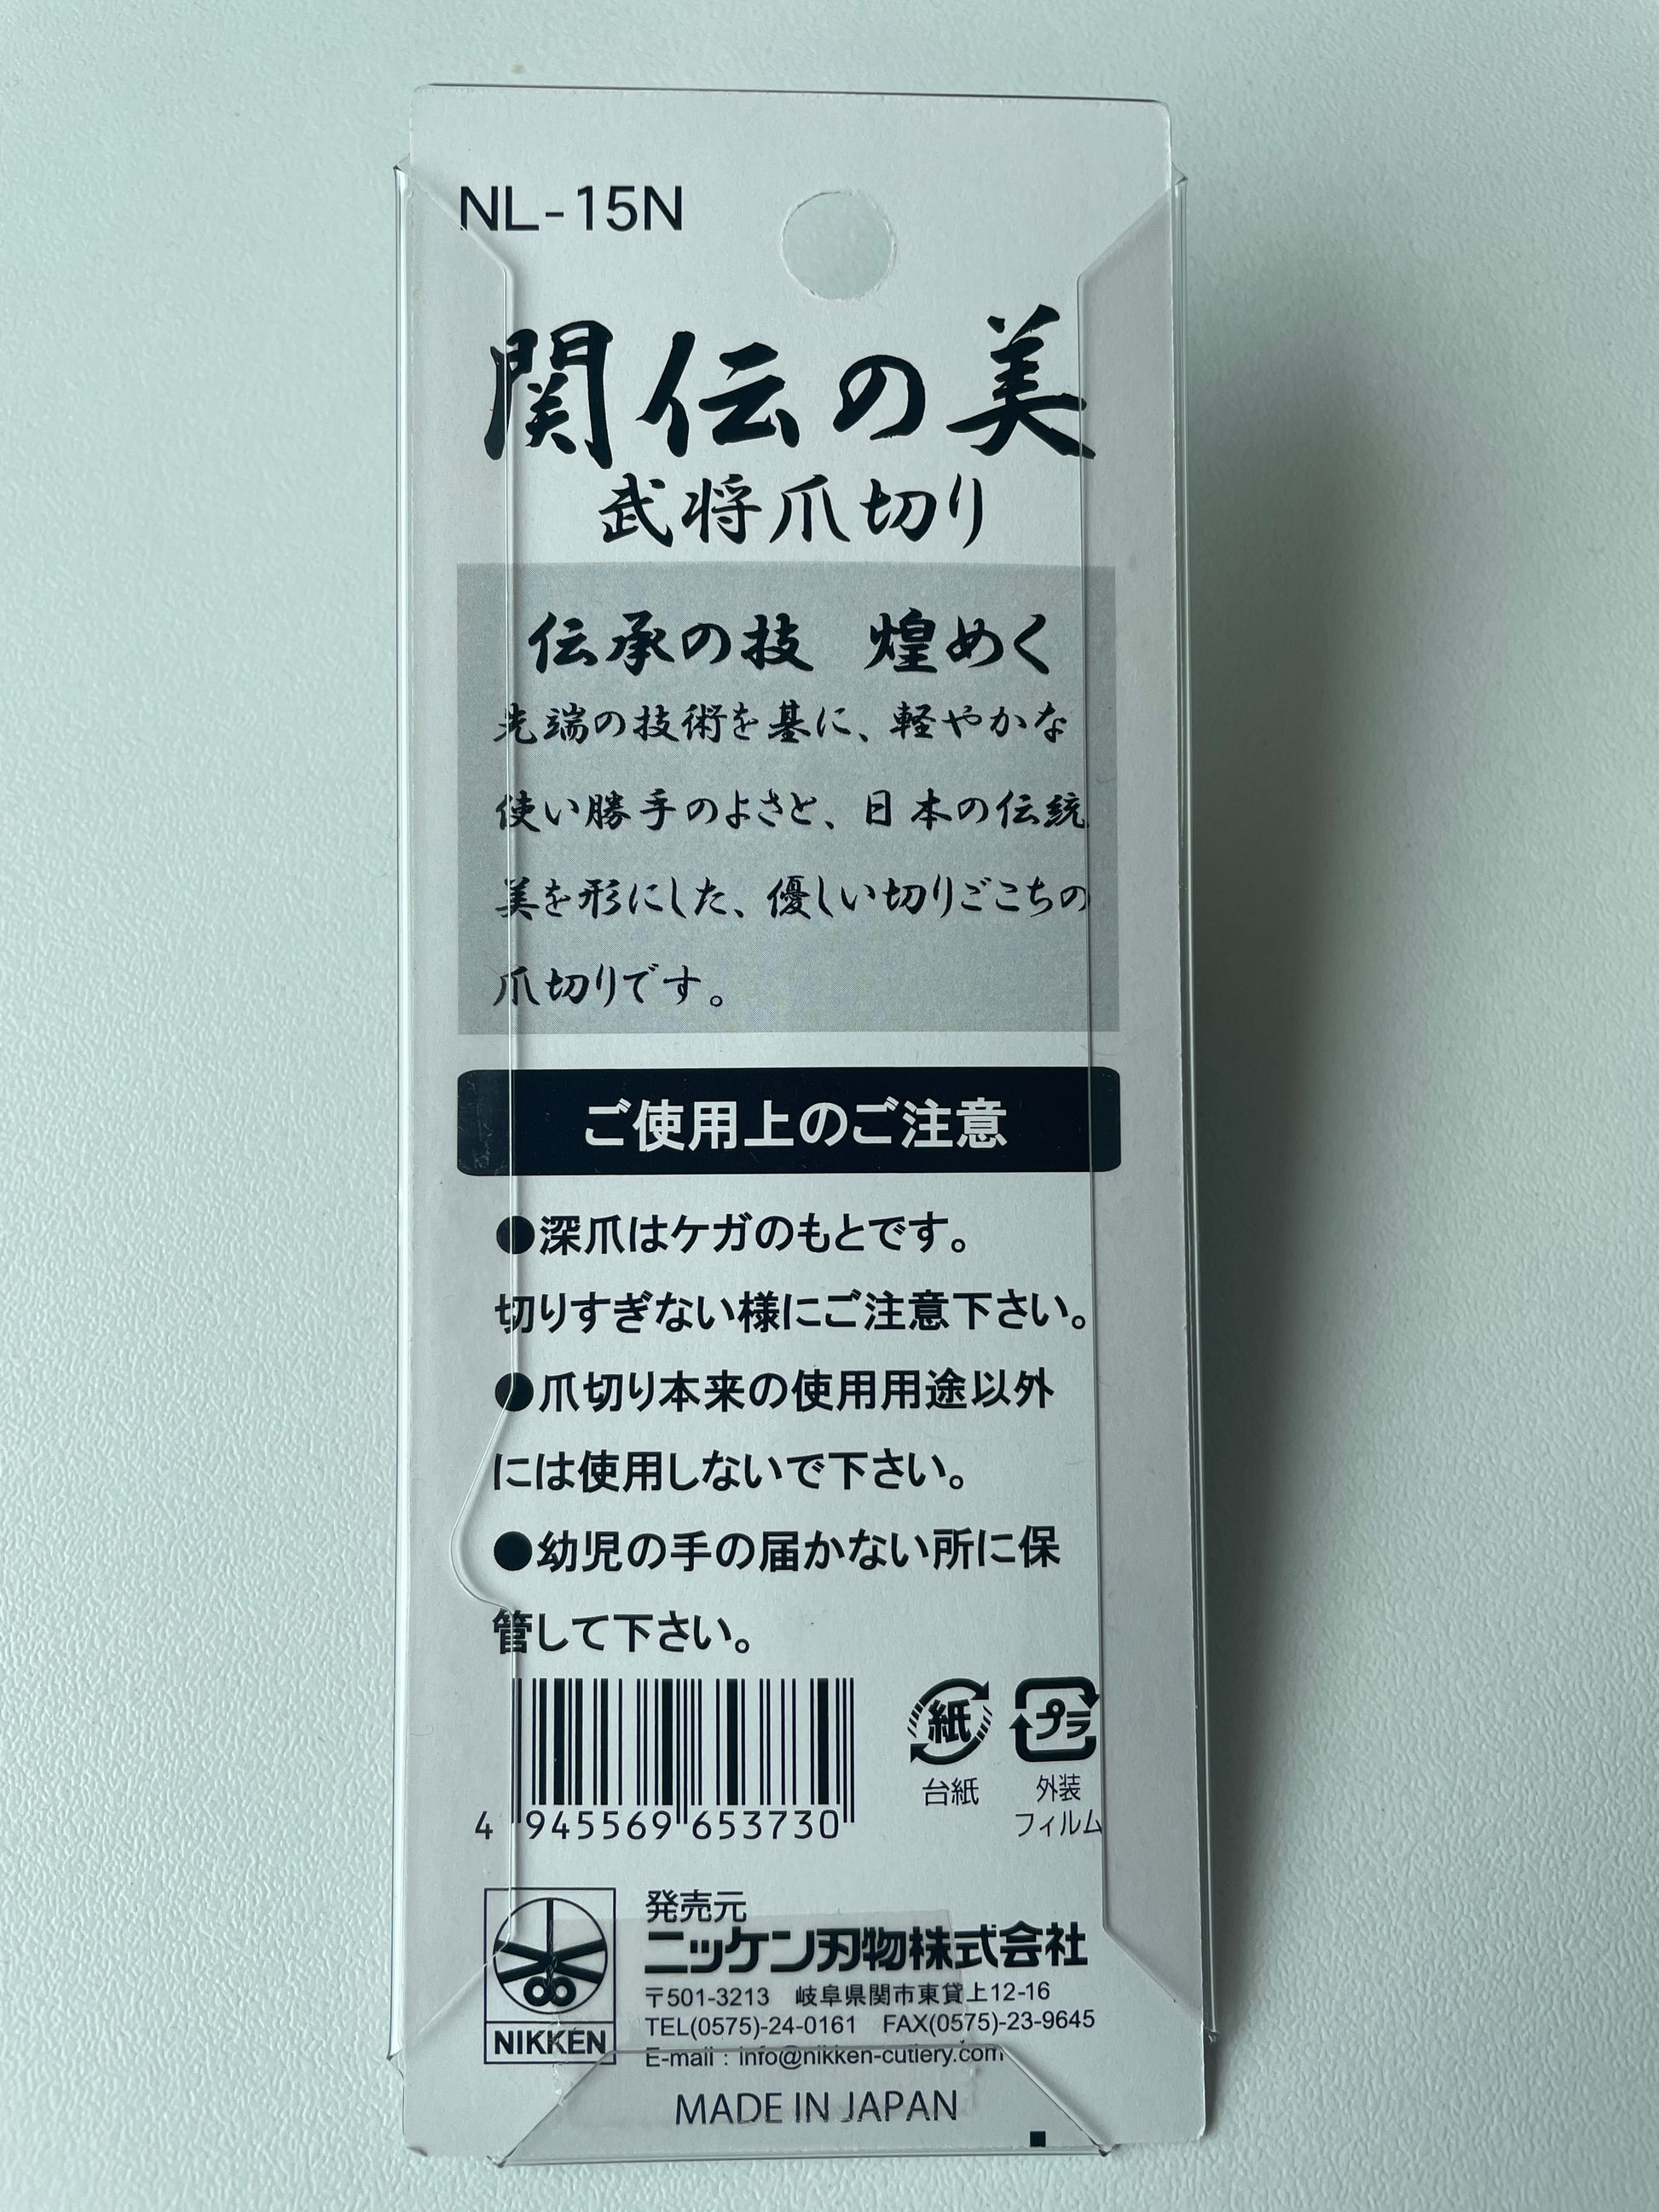 NL-15N
関伝の美
武将爪切り
伝承の技 煌めく
先端の技術を基に、軽やかな
使い勝手のよさと、日本の伝統
美を形にした、優しい切りごこちの
爪切りです。
ご使用上のご注意
●深爪はケガのもとです。
切りすぎない様にご注意下さい。
●爪切り本来の使用用途以外
には使用しないで下さい。
●幼児の手の届かない所に保
管して下さい。
紙
プラ
台紙
外装
フィルム
4 945569 653730
発売元
ニッケン刃物株式会社
〒501-3213 岐阜県関市東貸上12-16
TEL(0575)-24-0161 FAX(0575)-23-9645
E-mail : info@nikken-cutlery.com
NIKKEN
MADE IN JAPAN